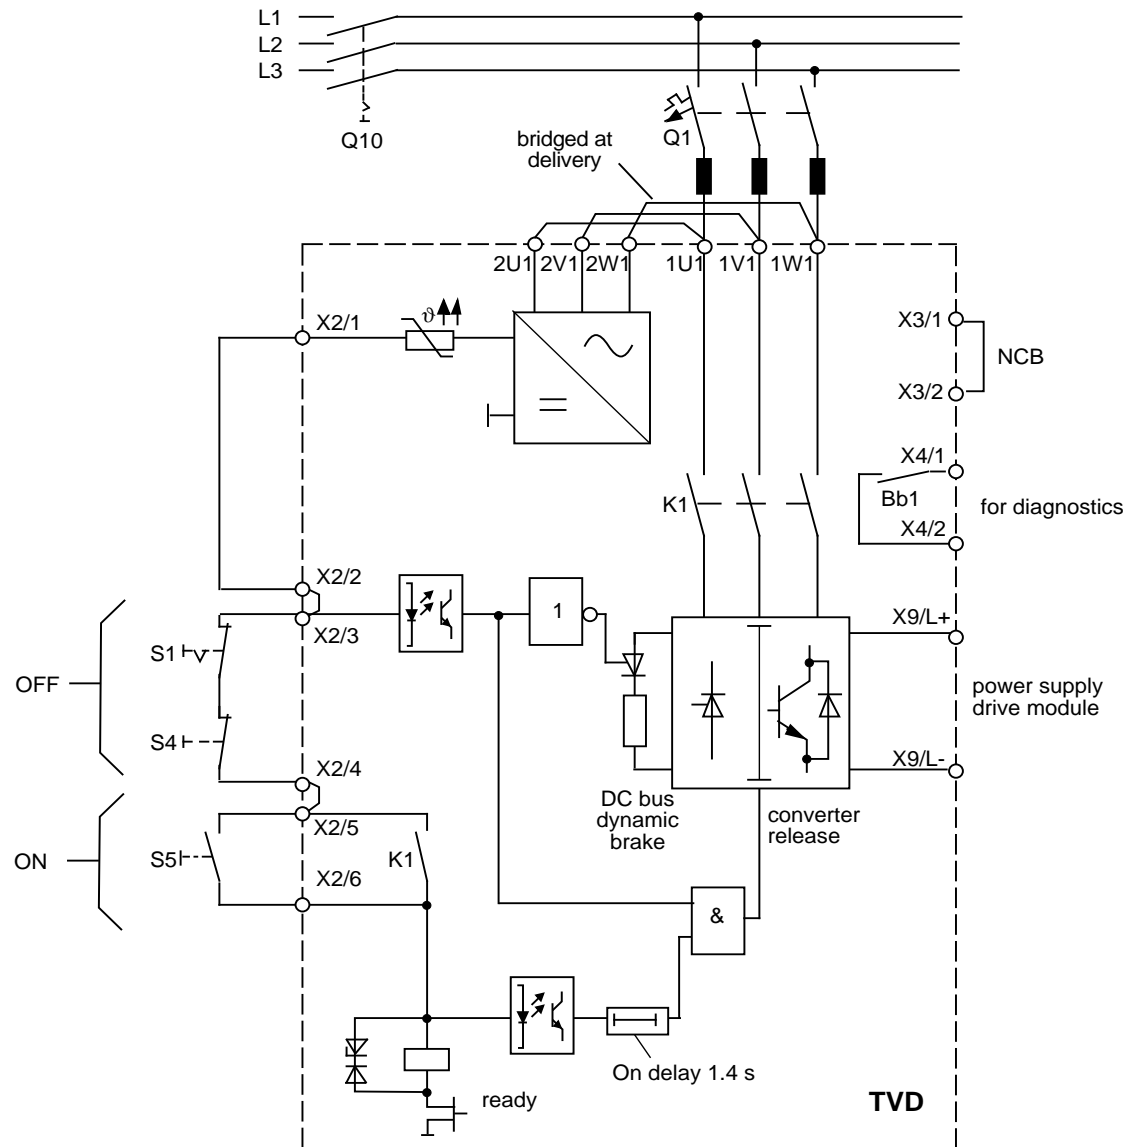 L1
L2
L3
Q10
Q1
bridged at
delivery
2U1 2V1 2W1 1U1 1V1 1W1
X2/1
ϑ
X3/1
NCB
X3/2
X4/1
Bb1
for diagnostics
X4/2
K1
X2/2
X2/3
1
X9/L+
S1
OFF
power supply
drive module
S4
X2/4
X9/L-
DC bus
dynamic
brake
converter
release
X2/5
ON
S5
K1
X2/6
&
On delay 1.4 s
ready
TVD